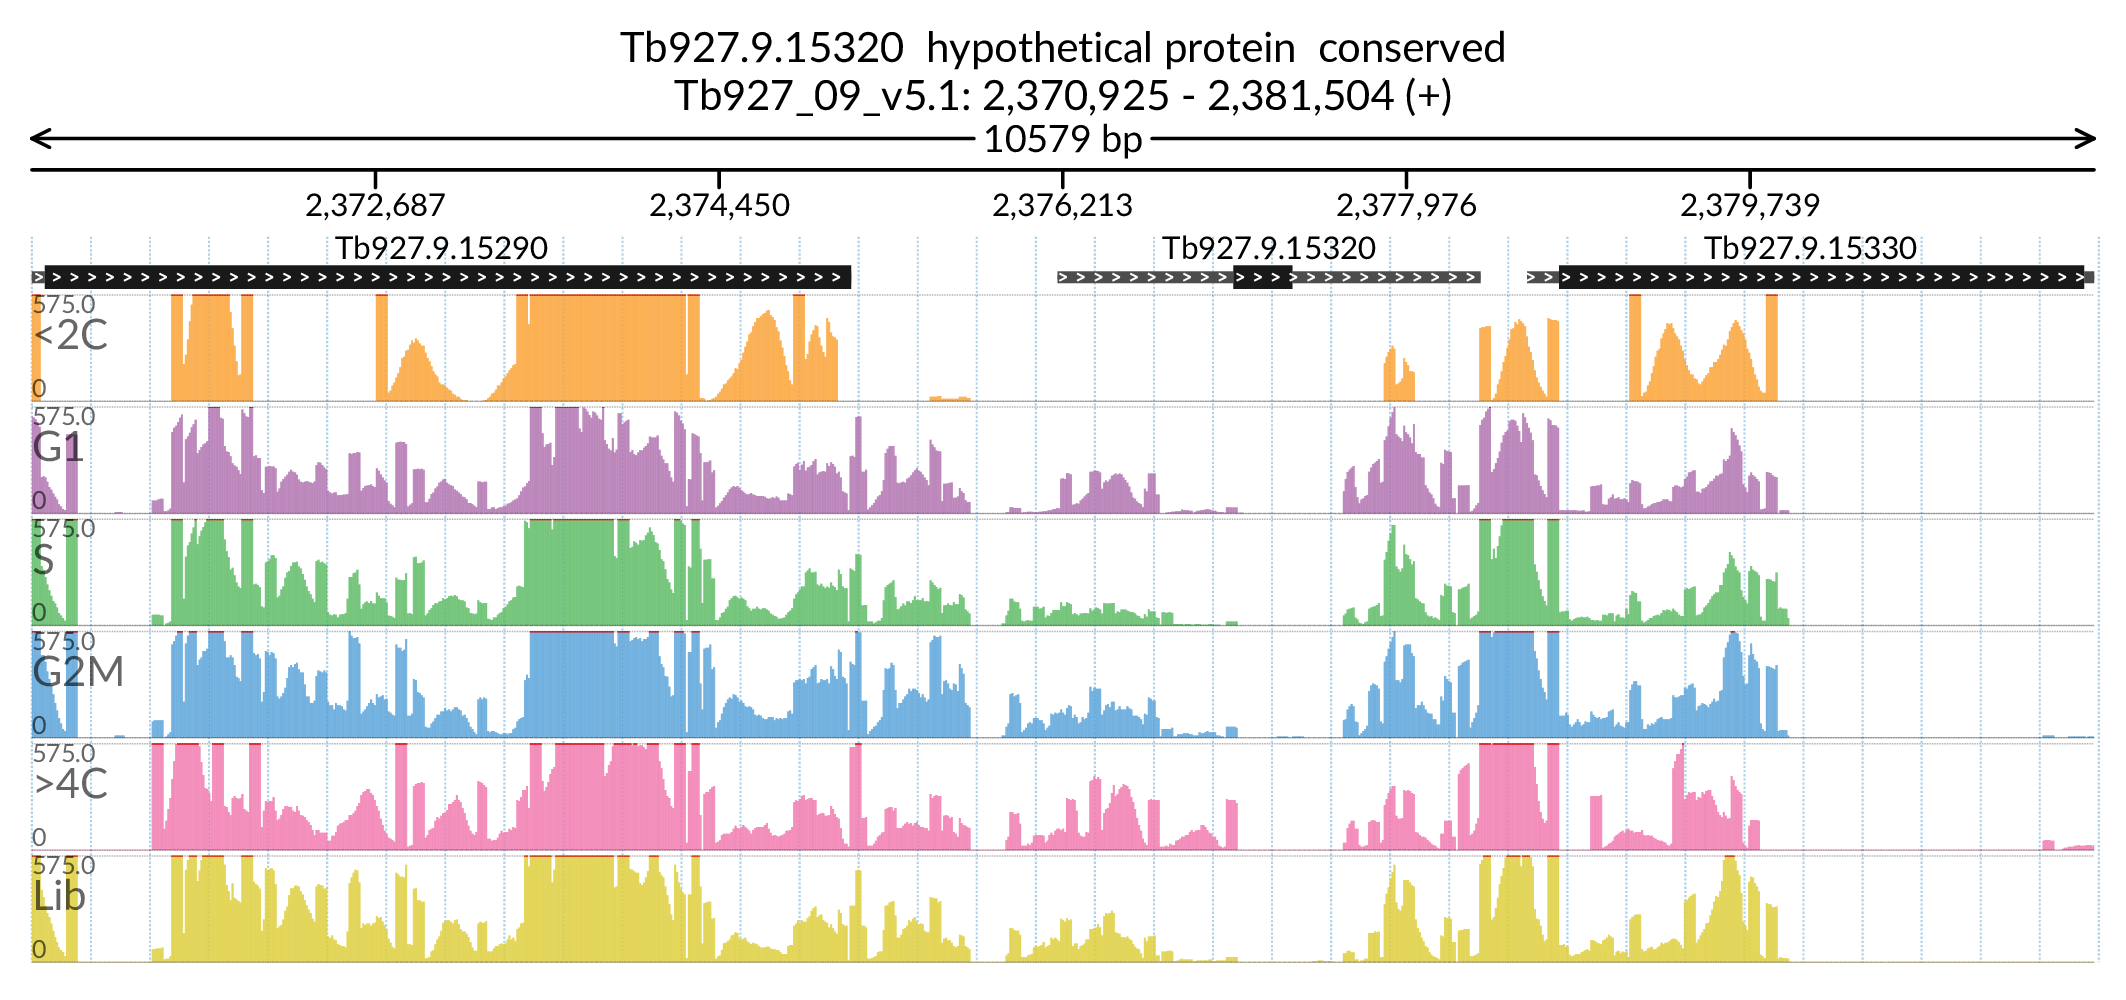 Tb927.9.15320 hypothetical protein conserved
Tb927_09_v5.1: 2,370,925 - 2,381,504 (+)
10579 bp
2,372,687 2,374,450 2,376,213 2,377,976 2,379,739
Tb927.9.15290 Tb927.9.15320 Tb927.9.15330
575.0
<2C
0
575.0
G1
0
575.0
S
0
575.0
G2M
0
575.0
>4C
0
575.0
Lib
0